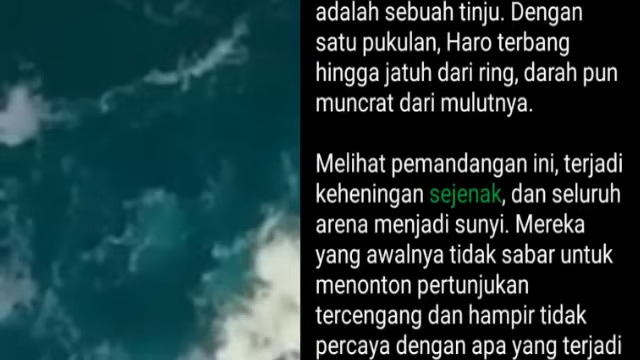 adalah sebuah tinju. Dengan
satu pukulan, Haro terbang
hingga jatuh dari ring, darah pun
muncrat dari mulutnya.
Melihat pemandangan ini, terjadi
keheningan sejenak, dan seluruh
arena menjadi sunyi. Mereka
yang awalnya tidak sabar untuk
menonton pertunjukan
tercengang dan hampir tidak
percaya dengan apa yang terjadi